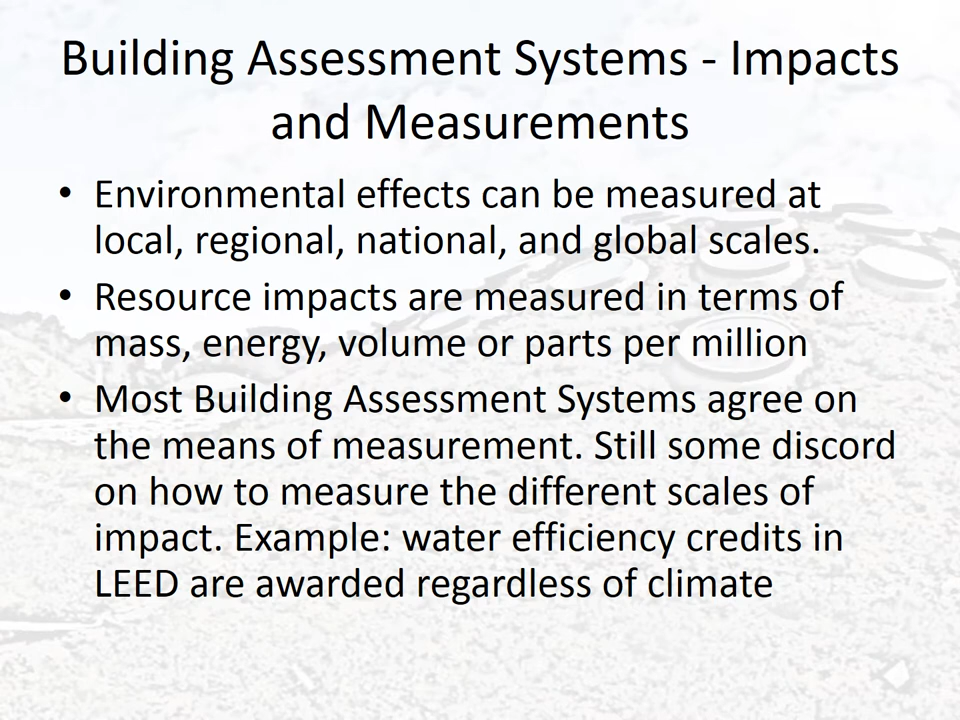 Building Assessment Systems - Impacts
and Measurements
• Environmental effects can be measured at
local, regional, national, and global scales.
• Resource impacts are measured in terms of
mass, energy, volume or parts per million
• Most Building Assessment Systems agree on
the means of measurement. Still some discord
on how to measure the different scales of
impact. Example: water efficiency credits in
LEED are awarded regardless of climate